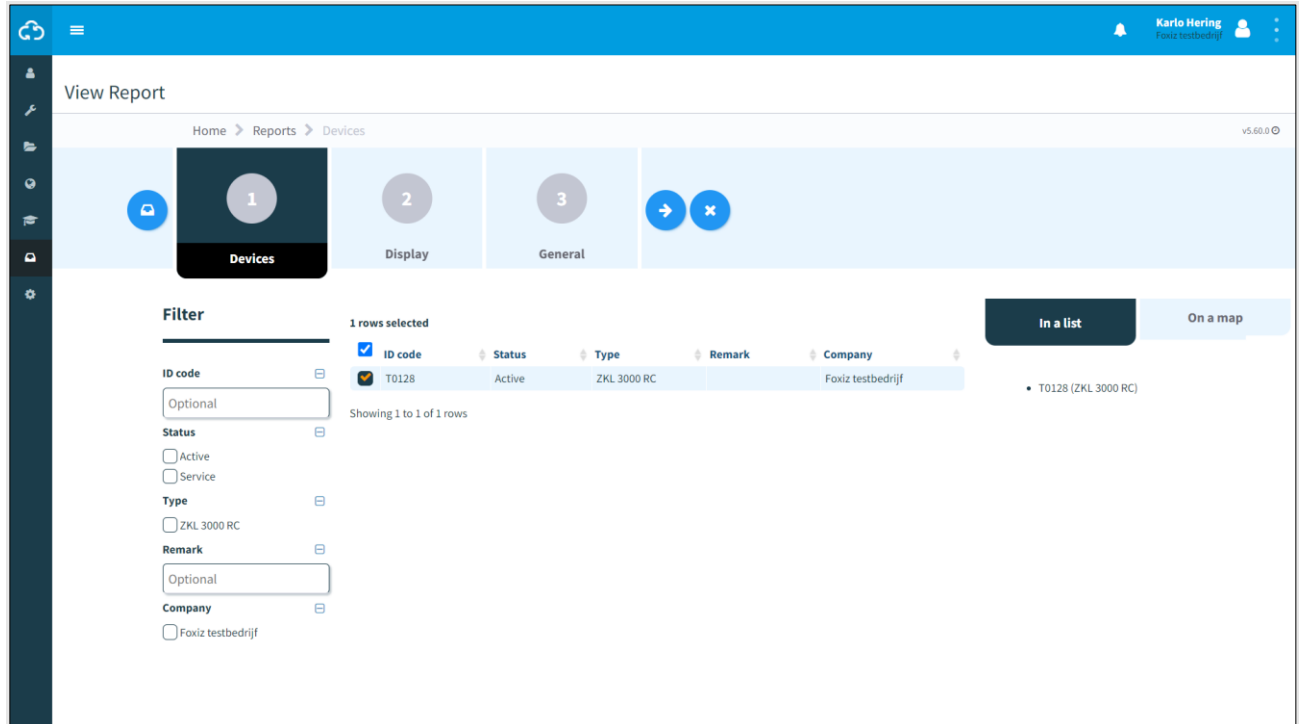 Karlo Hering
Foxiz testbedrijf
View Report
Home Reports Devices
v5.60.0
1
Devices
2
Display
3
General
Filter
ID code
Optional
Status
Active
Service
Type
ZKL 3000 RC
Remark
Optional
Company
Foxiz testbedrijf
1 rows selected
ID code Status Type Remark Company
T0128 Active ZKL 3000 RC Foxiz testbedrijf
Showing 1 to 1 of 1 rows
In a list
On a map
• T0128 (ZKL 3000 RC)